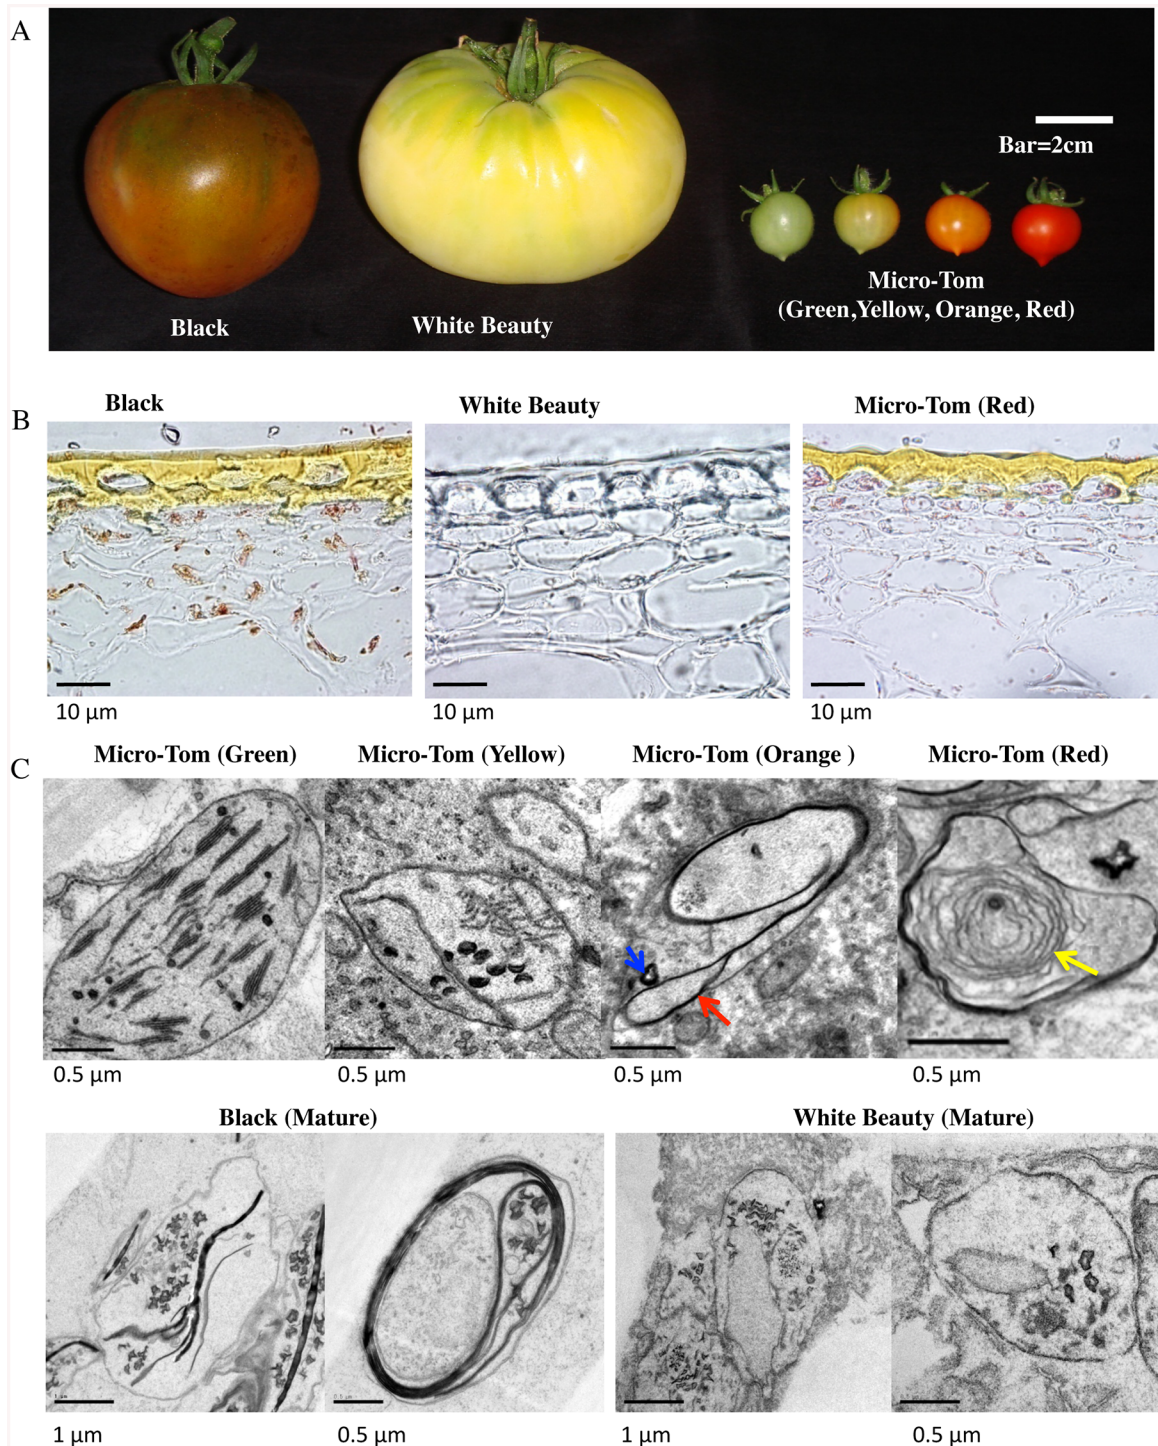 A
Bar=2cm
Black
White Beauty
Micro-Tom
(Green,Yellow, Orange, Red)
B
Black
White Beauty
Micro-Tom (Red)
10 µm
10 µm
10 µm
C
Micro-Tom (Green)
Micro-Tom (Yellow)
Micro-Tom (Orange )
Micro-Tom (Red)
0.5 µm
0.5 µm
0.5 µm
0.5 µm
Black (Mature)
White Beauty (Mature)
1 µm
0.5 µm
1 µm
0.5 µm